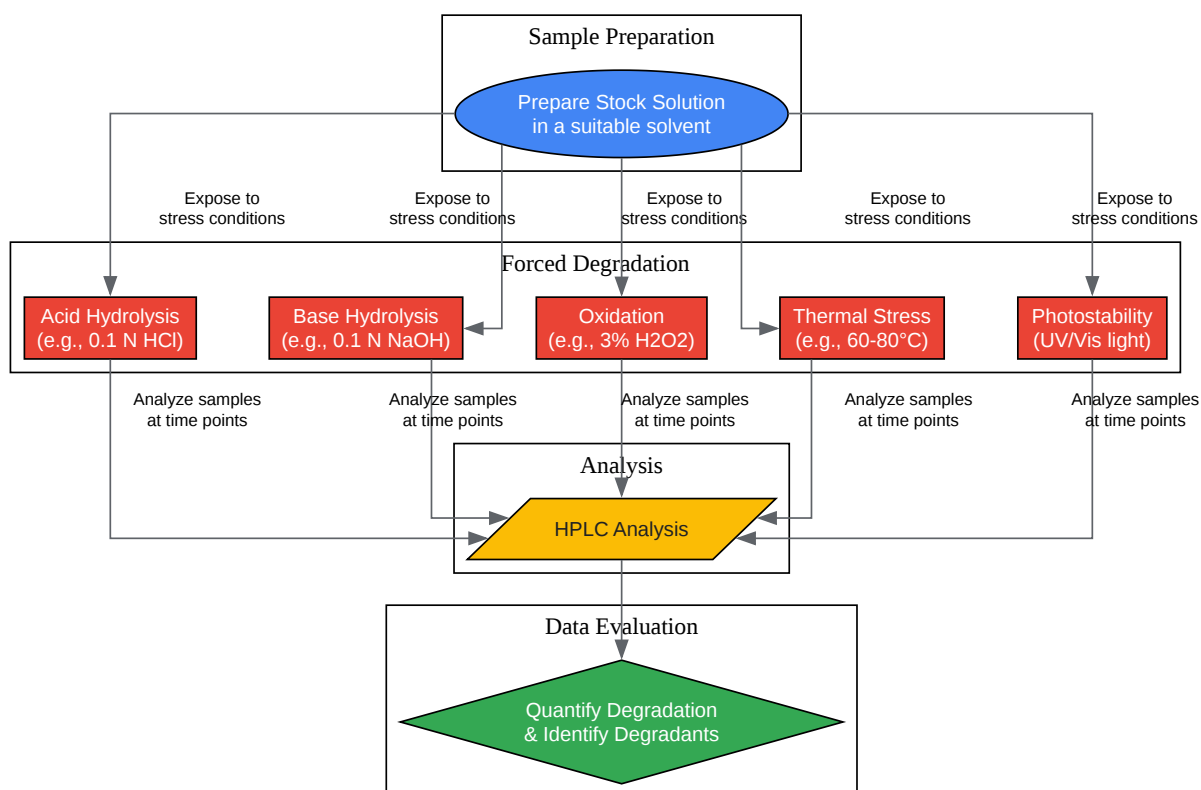 Sample Preparation
Prepare Stock Solution
in a suitable solvent
Expose to
stress conditions
Expose to
stress conditions
Expose to
stress conditions
Expose to
stress conditions
Expose to
stress conditions
Forced Degradation
Acid Hydrolysis
(e.g., 0.1 N HCl)
Base Hydrolysis
(e.g., 0.1 N NaOH)
Oxidation
(e.g., 3% H2O2)
Thermal Stress
(e.g., 60-80°C)
Photostability
(UV/Vis light)
Analyze samples
at time points
Analyze samples
at time points
Analyze samples
at time points
Analyze samples
at time points
Analyze samples
at time points
Analysis
HPLC Analysis
Data Evaluation
Quantify Degradation
& Identify Degradants